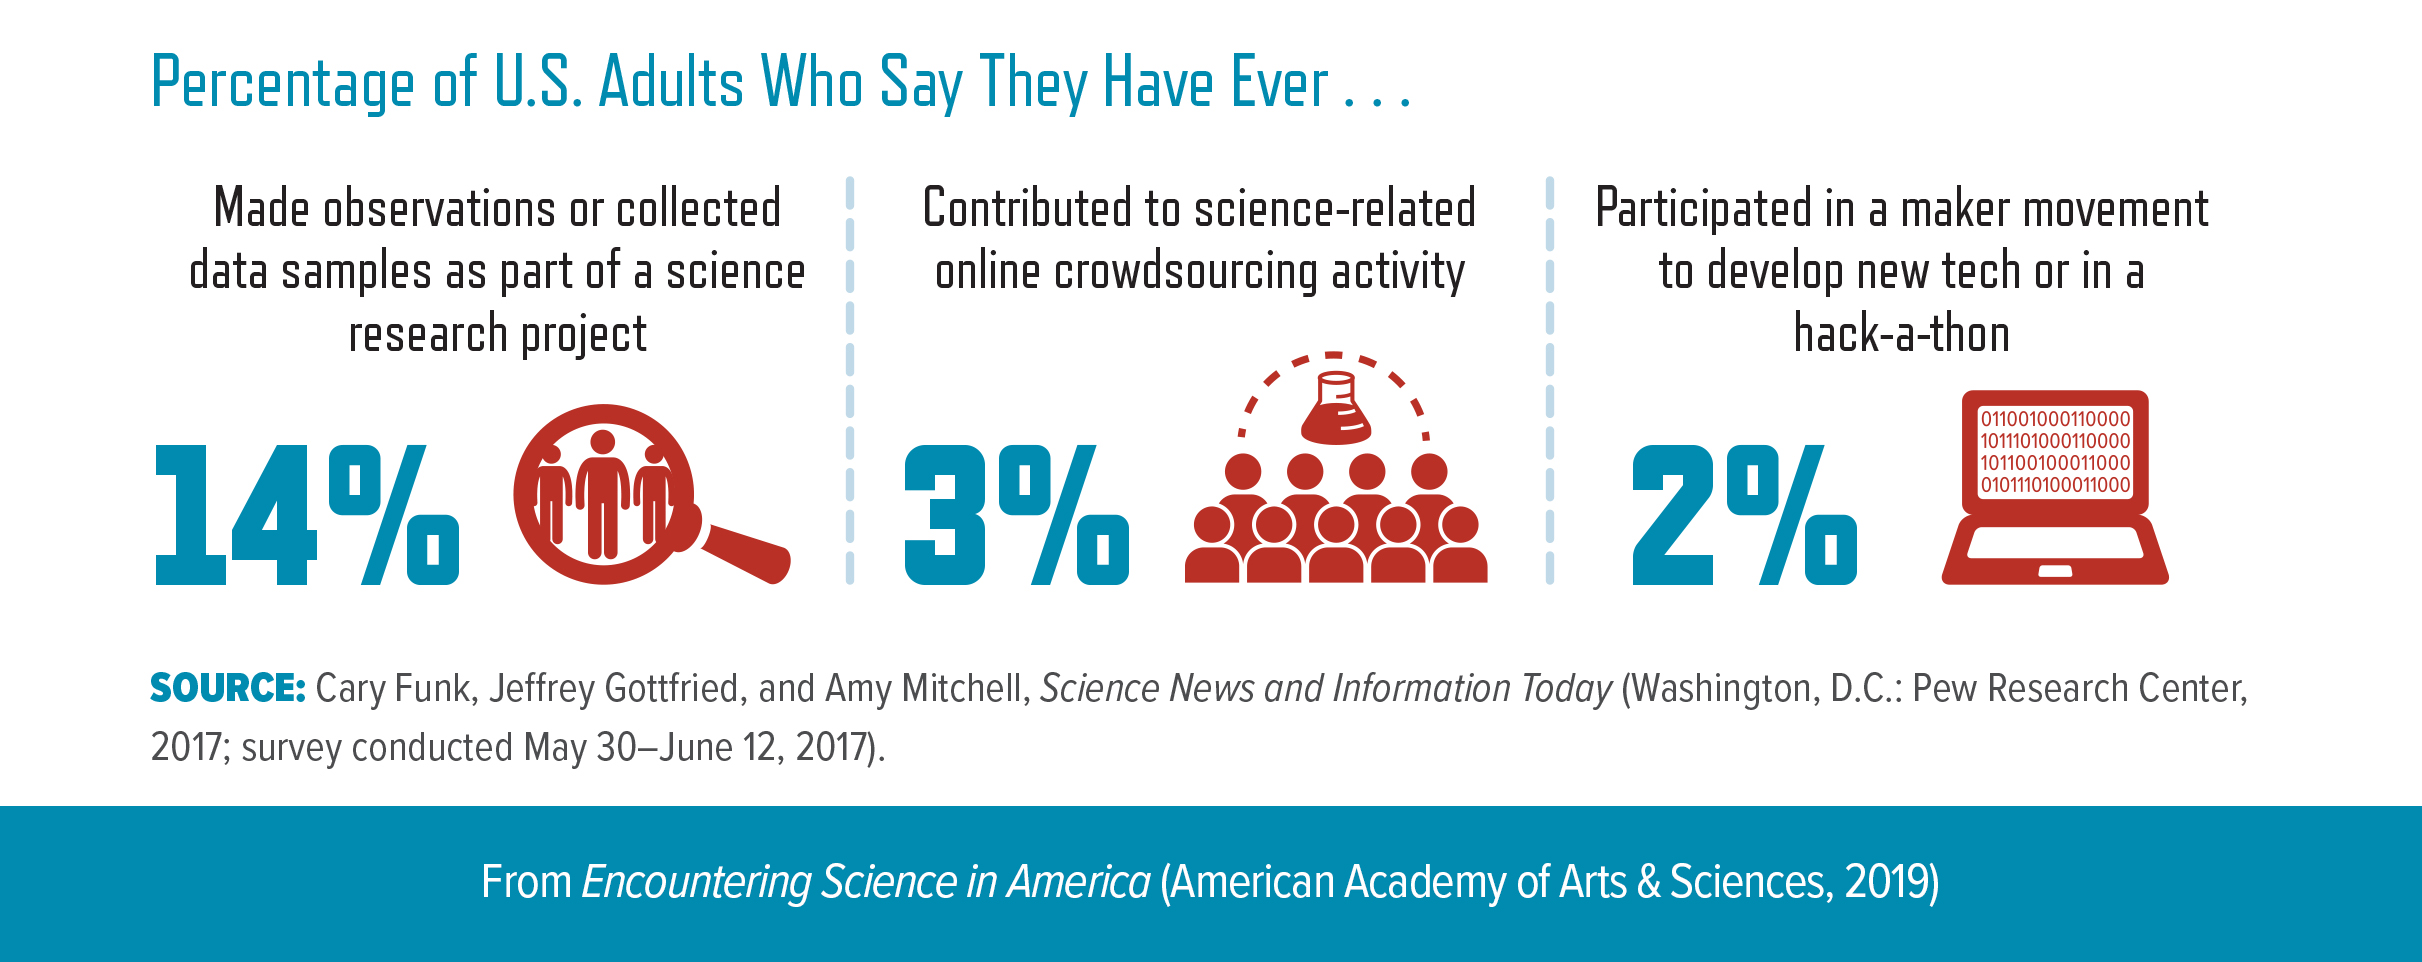 Percentage of U.S. Adults Who Say They Have Ever . . .
Made observations or collected
data samples as part of a science
research project
14%
Contributed to science-related
online crowdsourcing activity
3%
Participated in a maker movement
to develop new tech or in a
hack-a-thon
2%
011001000110000
1011101000110000
101100100011000
0101110100011000
SOURCE: Cary Funk, Jeffrey Gottfried, and Amy Mitchell, Science News and Information Today (Washington, D.C.: Pew Research Center,
2017; survey conducted May 30–June 12, 2017).
From Encountering Science in America (American Academy of Arts & Sciences, 2019)